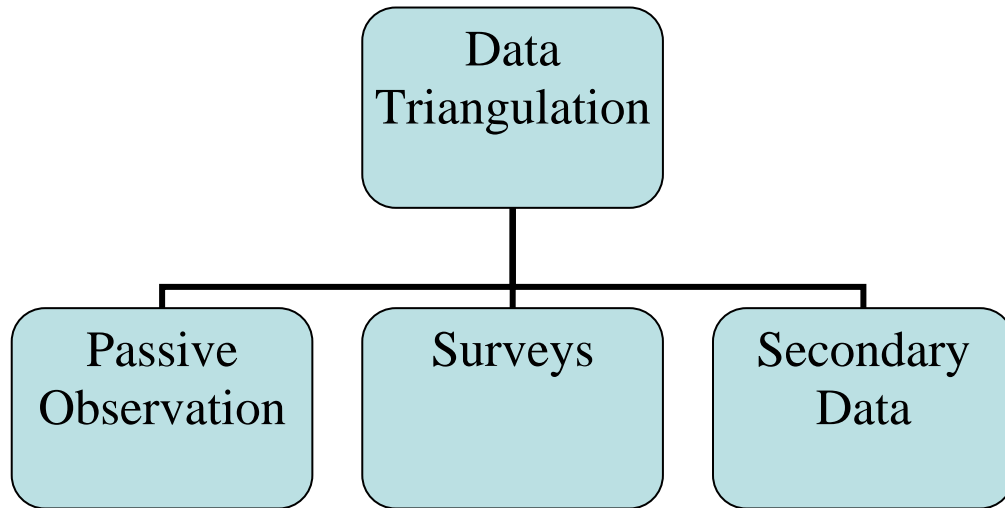 Data
Triangulation
Passive
Observation
Surveys
Secondary
Data